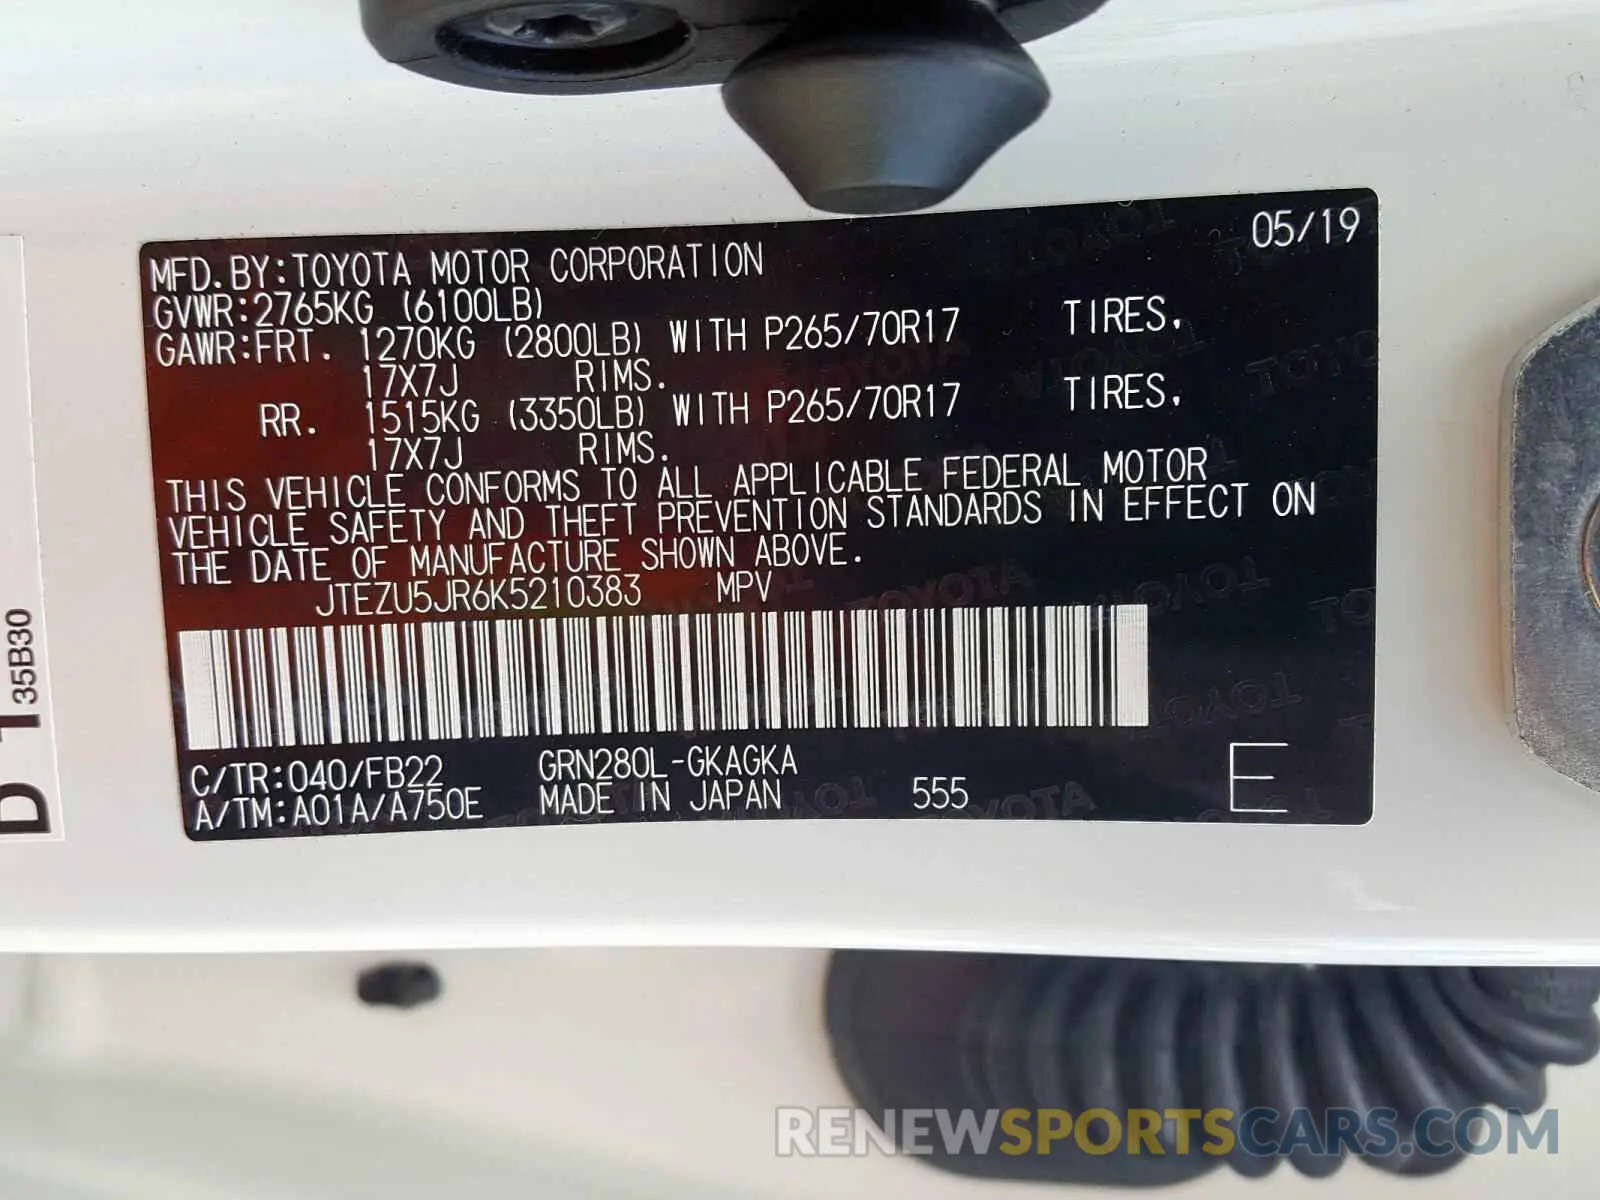 05/19
MFD.BY:TOYOTA MOTOR CORPORATION
GVWR:2765KG (6100LB)
GAWR:FRT. 1270KG (2800LB) WITH P265/70R17 TIRES,
17X7J RIMS.
RR. 1515KG (3350LB) WITH P265/70R17 TIRES,
17X7J RIMS.
THIS VEHICLE CONFORMS TO ALL APPLICABLE FEDERAL MOTOR
VEHICLE SAFETY AND THEFT PREVENTION STANDARDS IN EFFECT ON
THE DATE OF MANUFACTURE SHOWN ABOVE.
JTEZU5JR6K5210383 MPV
C/TR:040/FB22 GRN280L-GKAGKA
A/TM:A01A/A750E MADE IN JAPAN 555 E
D 1 35B30
RENEWSPORTSCARS.COM